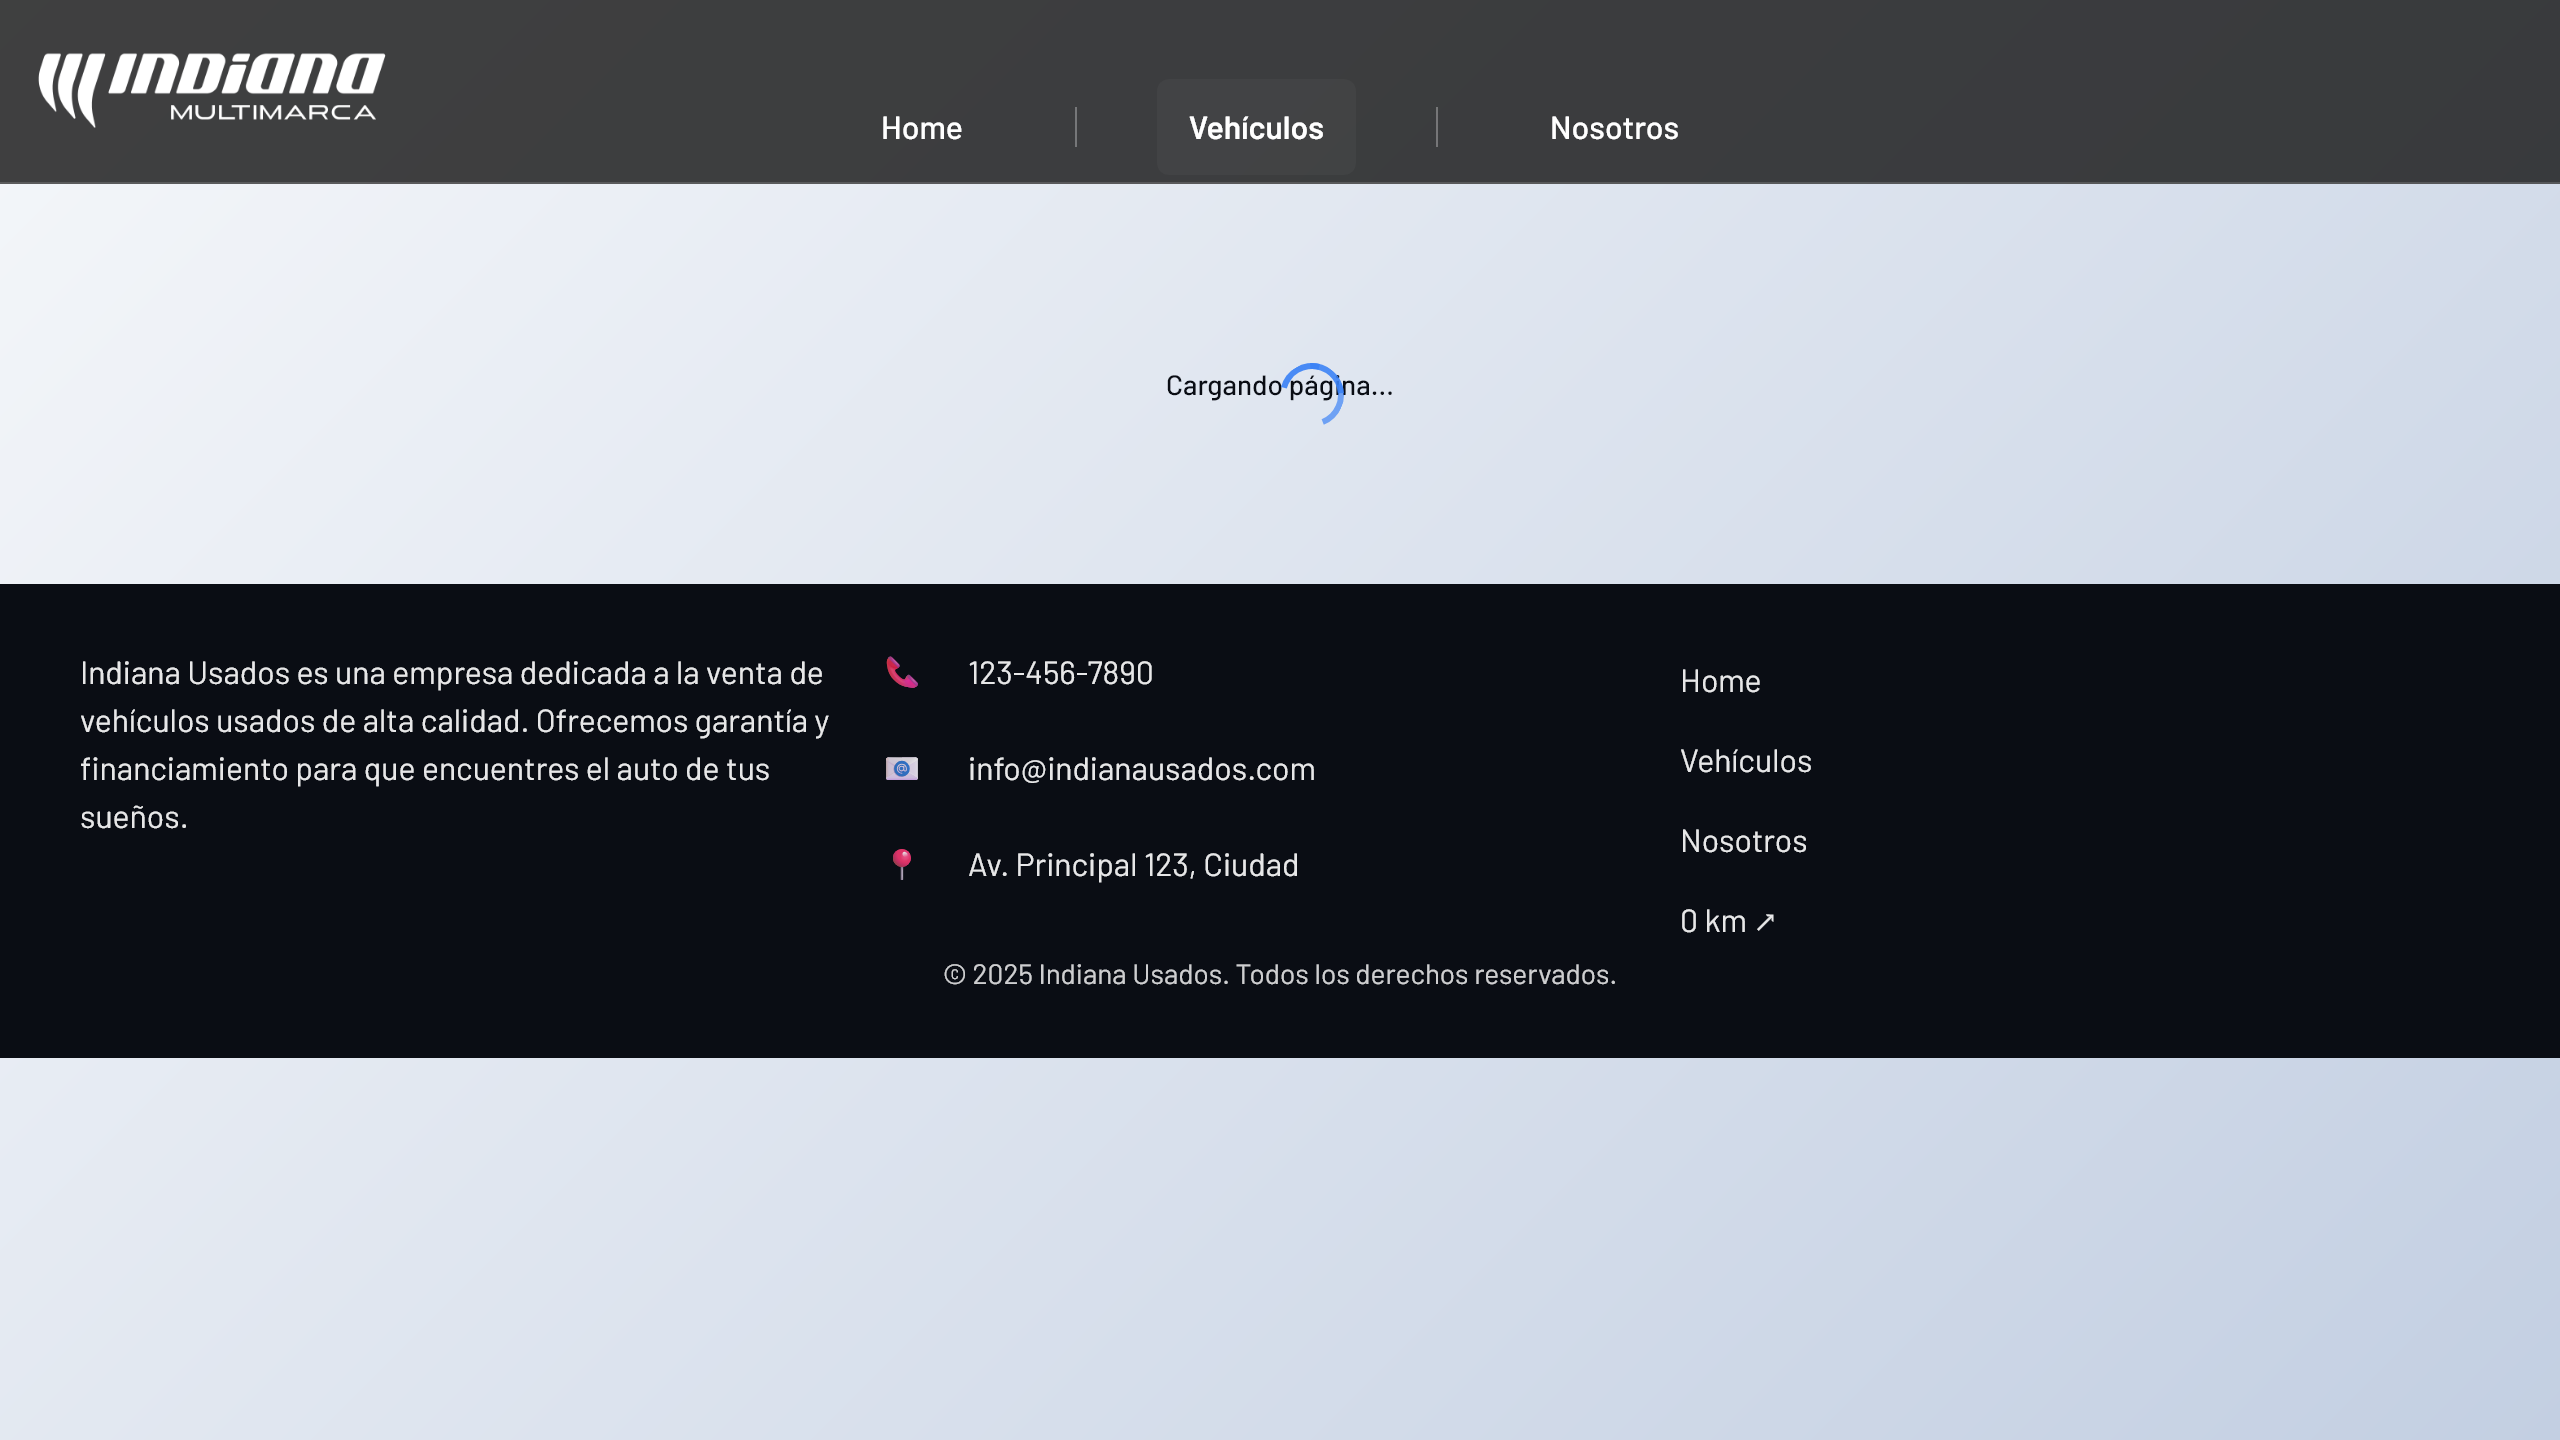 INDIANA
MULTIMARCA
Home
Vehículos
Nosotros
Cargando página...
Indiana Usados es una empresa dedicada a la venta de
vehículos usados de alta calidad. Ofrecemos garantía y
financiamiento para que encuentres el auto de tus
sueños.
123-456-7890
info@indianausados.com
Av. Principal 123, Ciudad
Home
Vehículos
Nosotros
0 km ↗
© 2025 Indiana Usados. Todos los derechos reservados.